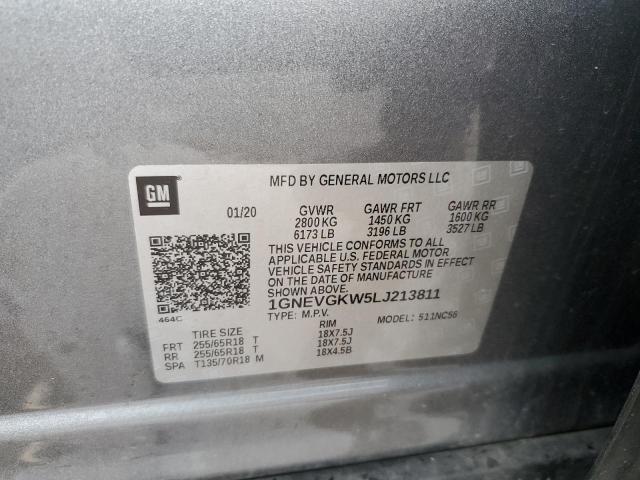 GM
MFD BY GENERAL MOTORS LLC
01/20 GVWR GAWR FRT GAWR RR
2800 KG 1450 KG 1600 KG
6173 LB 3196 LB 3527 LB
THIS VEHICLE CONFORMS TO ALL
APPLICABLE U.S. FEDERAL MOTOR
VEHICLE SAFETY STANDARDS IN EFFECT
ON THE DATE OF MANUFACTURE
SHOWN ABOVE.
1GNEVGKW5LJ213811
464C TYPE: M.P.V. MODEL: 511NC56
TIRE SIZE RIM
FRT 255/65R18 T 18X7.5J
RR 255/65R18 T 18X7.5J
SPA T135/70R18 M 18X4.5B